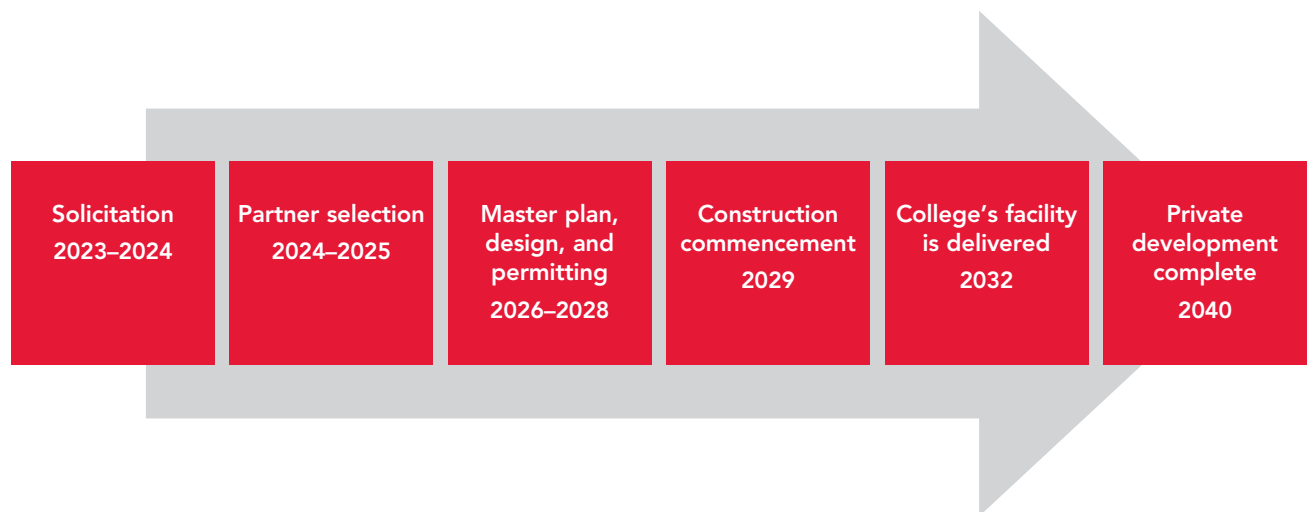 Solicitation
2023–2024
Partner selection
2024–2025
Master plan,
design, and
permitting
2026–2028
Construction
commencement
2029
College’s facility
is delivered
2032
Private
development
complete
2040